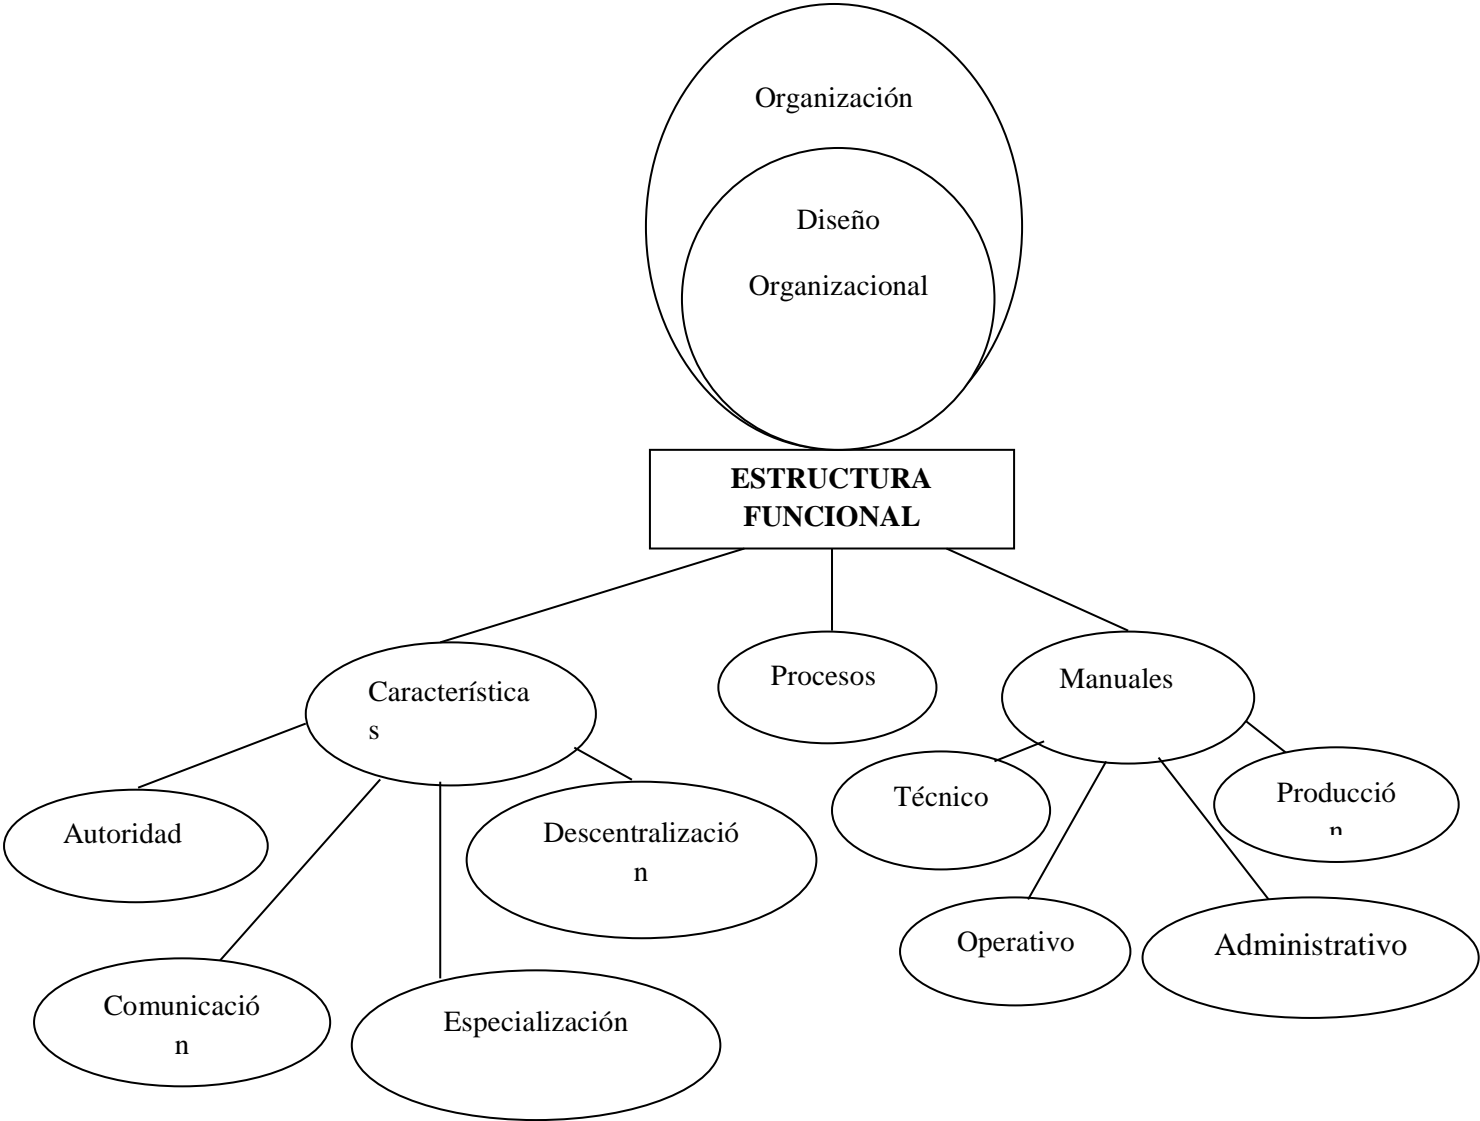 Organización
Diseño
Organizacional
ESTRUCTURA
FUNCIONAL
Característica
s
Procesos
Manuales
Autoridad
Comunicació
n
Especialización
Descentralizació
n
Técnico
Operativo
Administrativo
Producció
n